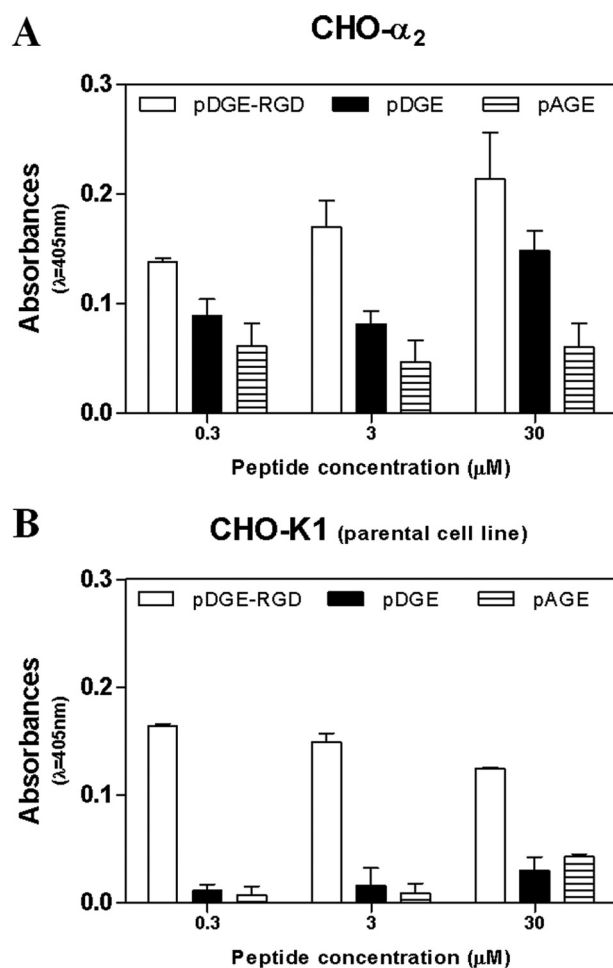 A
CHO-α₂
0.3
pDGE-RGD pDGE pAGE
0.2
0.1
0.0
Absorbances
(λ=405nm)
0.3 3 30
Peptide concentration (μM)
B
CHO-K1 (parental cell line)
0.3
pDGE-RGD pDGE pAGE
0.2
0.1
0.0
Absorbances
(λ=405nm)
0.3 3 30
Peptide concentration (μM)